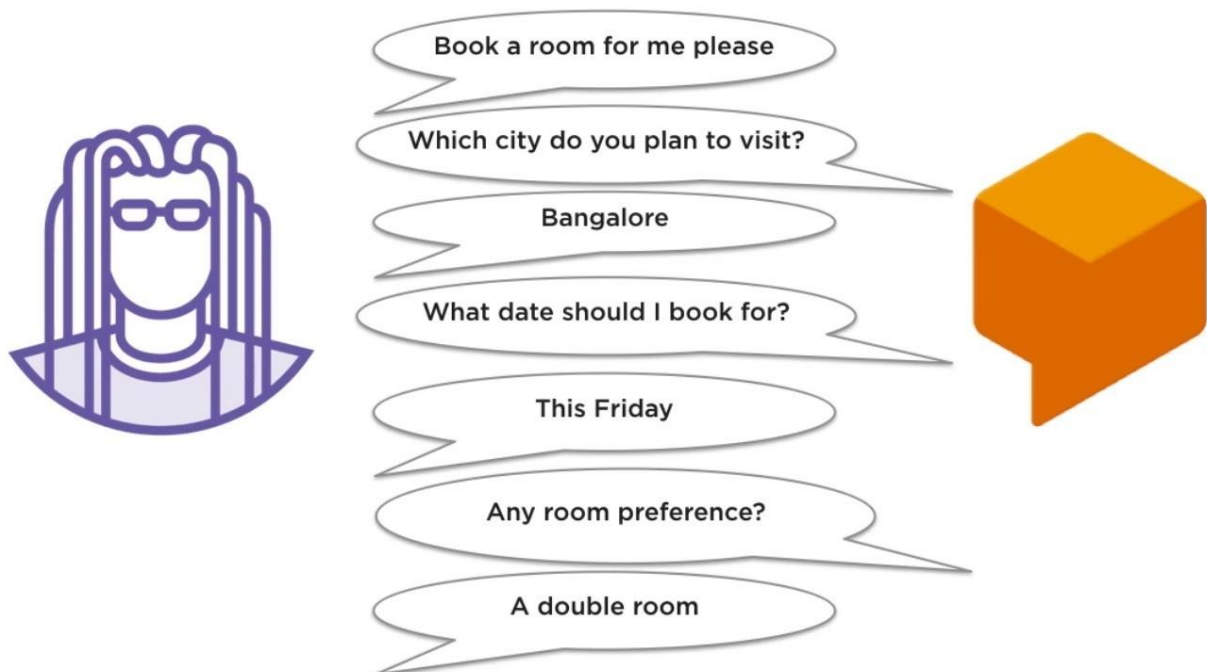 Book a room for me please
Which city do you plan to visit?
Bangalore
What date should I book for?
This Friday
Any room preference?
A double room